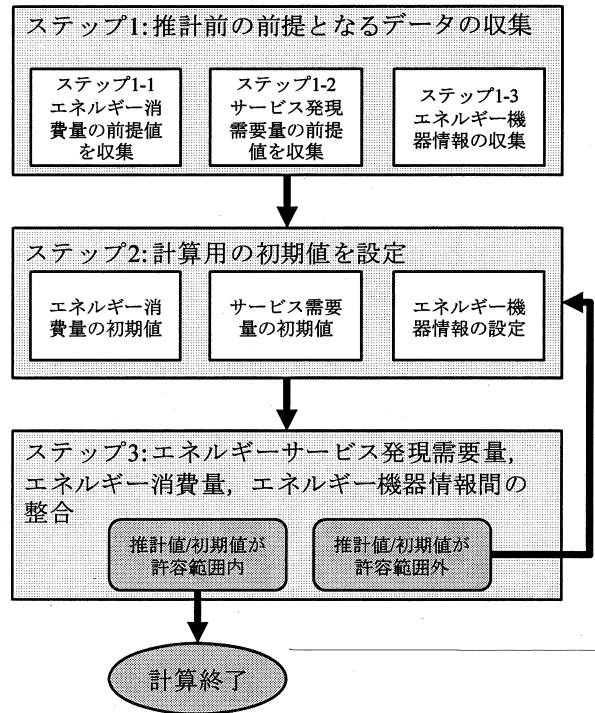 ステップ1:推計前の前提となるデータの収集
ステップ1-1
エネルギー消
費量の前提値
を収集
ステップ1-2
サービス発現
需要量の前提
値を収集
ステップ1-3
エネルギー機
器情報の収集
ステップ2:計算用の初期値を設定
エネルギー消
費量の初期値
サービス需要
量の初期値
エネルギー機
器情報の設定
ステップ3:エネルギーサービス発現需要量,
エネルギー消費量，エネルギー機器情報間の
整合
推計値/初期値が
許容範囲内
推計値/初期値が
許容範囲外
計算終了